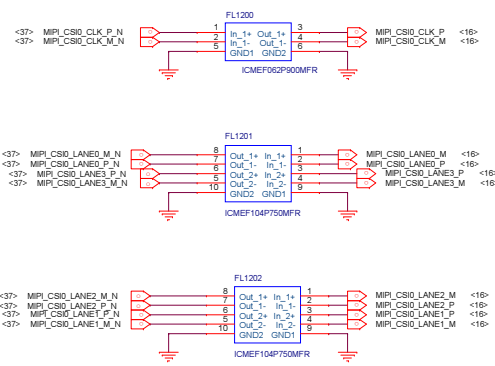 FL1200
<37> MIPI_CSI0_CLK_P_N 1 In_1+ Out_1+ 3 MIPI_CSI0_CLK_P <16>
<37> MIPI_CSI0_CLK_M_N 2 In_1- Out_1- 4 MIPI_CSI0_CLK_M <16>
5 GND1 GND2 6
ICMEF062P900MFR
FL1201
<37> MIPI_CSI0_LANE0_M_N 8 Out_1+ In_1+ 1 MIPI_CSI0_LANE0_M <16>
<37> MIPI_CSI0_LANE0_P_N 7 Out_1- In_1- 2 MIPI_CSI0_LANE0_P <16>
<37> MIPI_CSI0_LANE3_P_N 6 Out_2+ In_2+ 3 MIPI_CSI0_LANE3_P <16>
<37> MIPI_CSI0_LANE3_M_N 5 Out_2- In_2- 4 MIPI_CSI0_LANE3_M <16>
10 GND2 GND1 9
ICMEF104P750MFR
FL1202
<37> MIPI_CSI0_LANE2_M_N 8 Out_1+ In_1+ 1 MIPI_CSI0_LANE2_M <16>
<37> MIPI_CSI0_LANE2_P_N 7 Out_1- In_1- 2 MIPI_CSI0_LANE2_P <16>
<37> MIPI_CSI0_LANE1_P_N 6 Out_2+ In_2+ 3 MIPI_CSI0_LANE1_P <16>
<37> MIPI_CSI0_LANE1_M_N 5 Out_2- In_2- 4 MIPI_CSI0_LANE1_M <16>
10 GND2 GND1 9
ICMEF104P750MFR